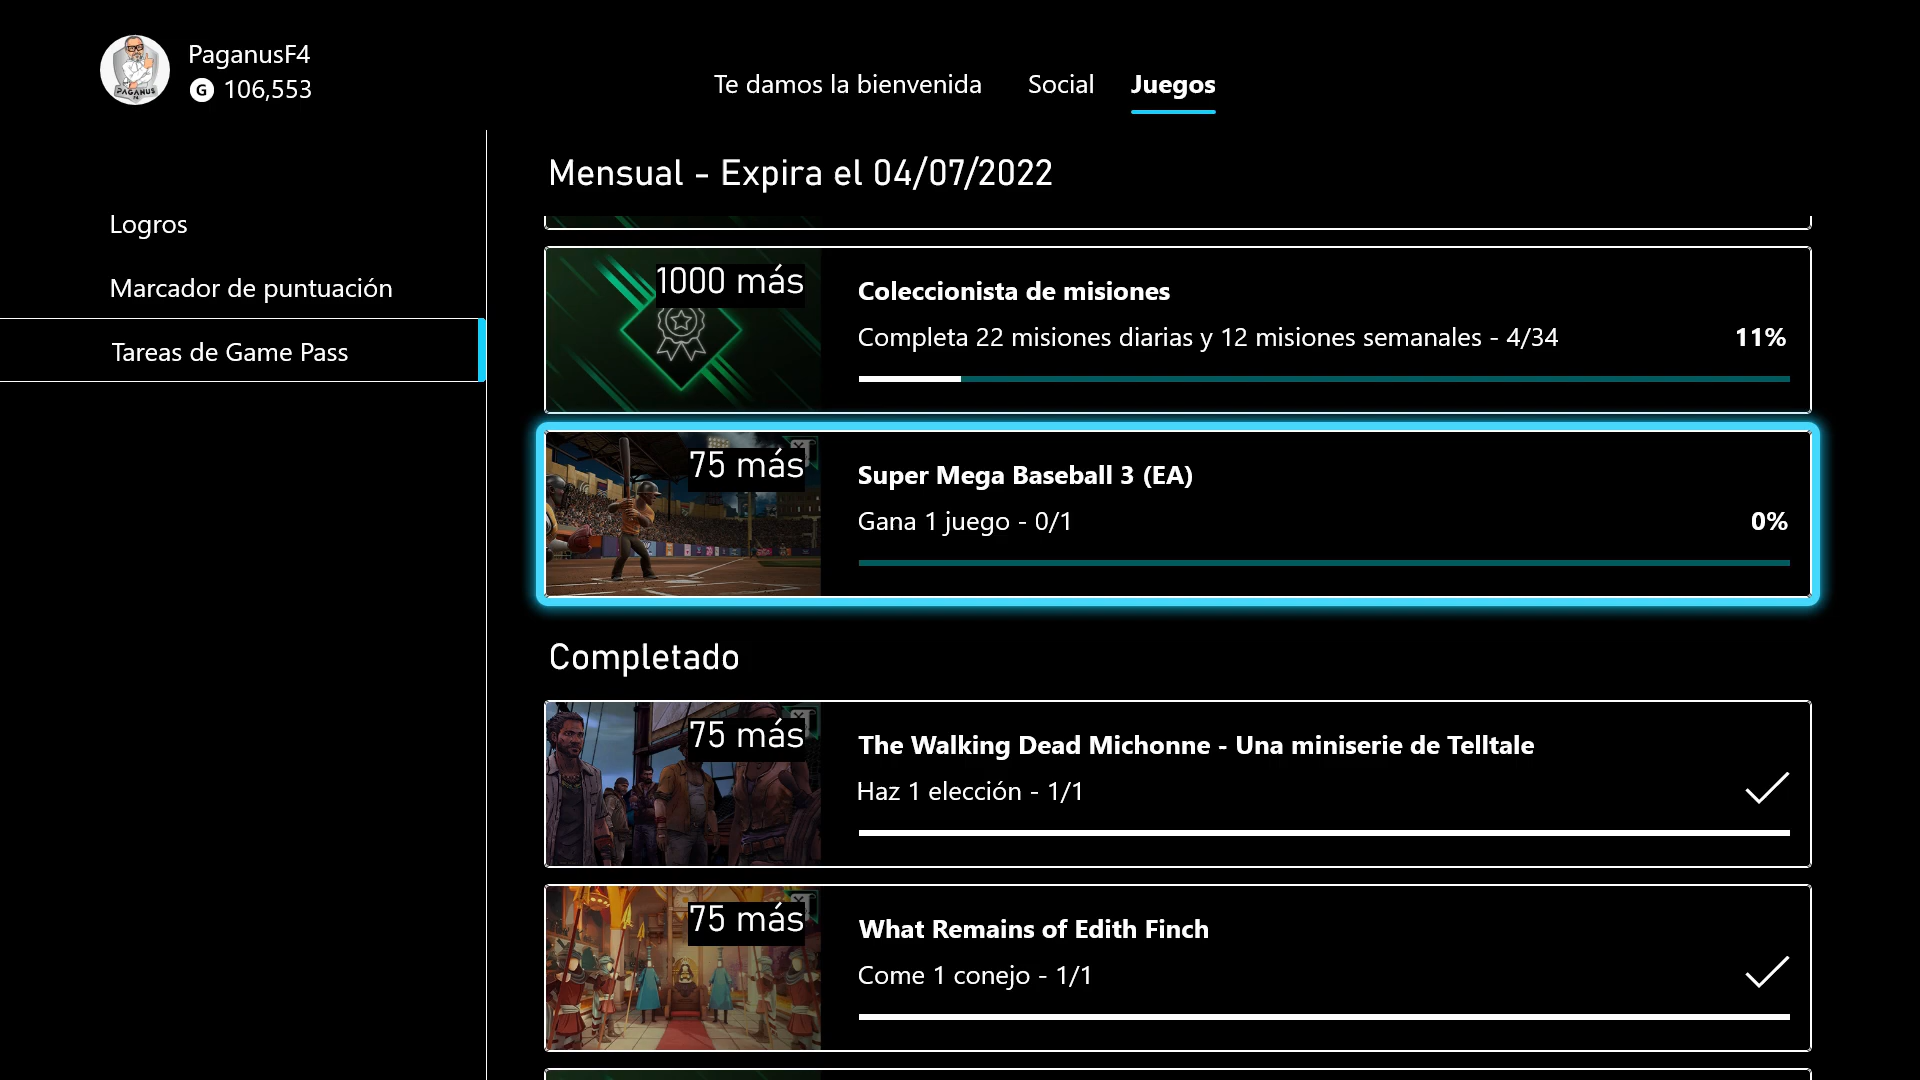 PaganusF4
G 106,553
PAGANUS
Te damos la bienvenida
Social
Juegos
Logros
Marcador de puntuación
Tareas de Game Pass
Mensual - Expira el 04/07/2022
1000 más
Coleccionista de misiones
Completa 22 misiones diarias y 12 misiones semanales - 4/34
11%
75 más
Super Mega Baseball 3 (EA)
Gana 1 juego - 0/1
0%
Completado
75 más
The Walking Dead Michonne - Una miniserie de Telltale
Haz 1 elección - 1/1
75 más
What Remains of Edith Finch
Come 1 conejo - 1/1